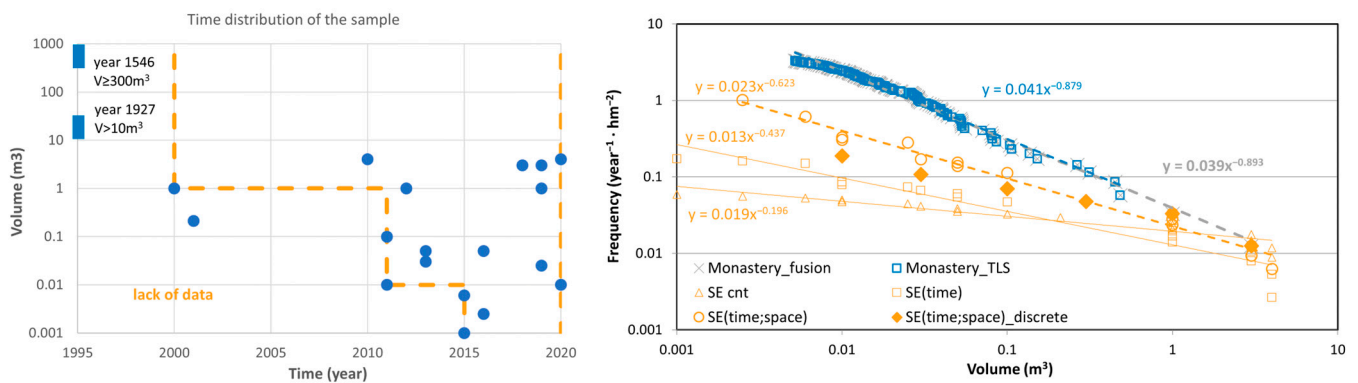 Time distribution of the sample
1000
100
10
1
0.1
0.01
0.001
Volume (m3)
year 1546
V≥300m³
year 1927
V>10m³
lack of data
1995
2000
2005
2010
2015
2020
Time (year)
10
1
0.1
0.01
0.001
Frequency (year⁻¹ · hm⁻²)
y = 0.023x⁻⁰·⁶²³
y = 0.041x⁻⁰·⁸⁷⁹
y = 0.013x⁻⁰·⁴³⁷
y = 0.039x⁻⁰·⁸⁹³
y = 0.019x⁻⁰·¹⁹⁶
Monastery_fusion
Monastery_TLS
SE cnt
SE(time)
SE(time;space)
SE(time;space)_discrete
0.001
0.01
0.1
1
10
Volume (m³)